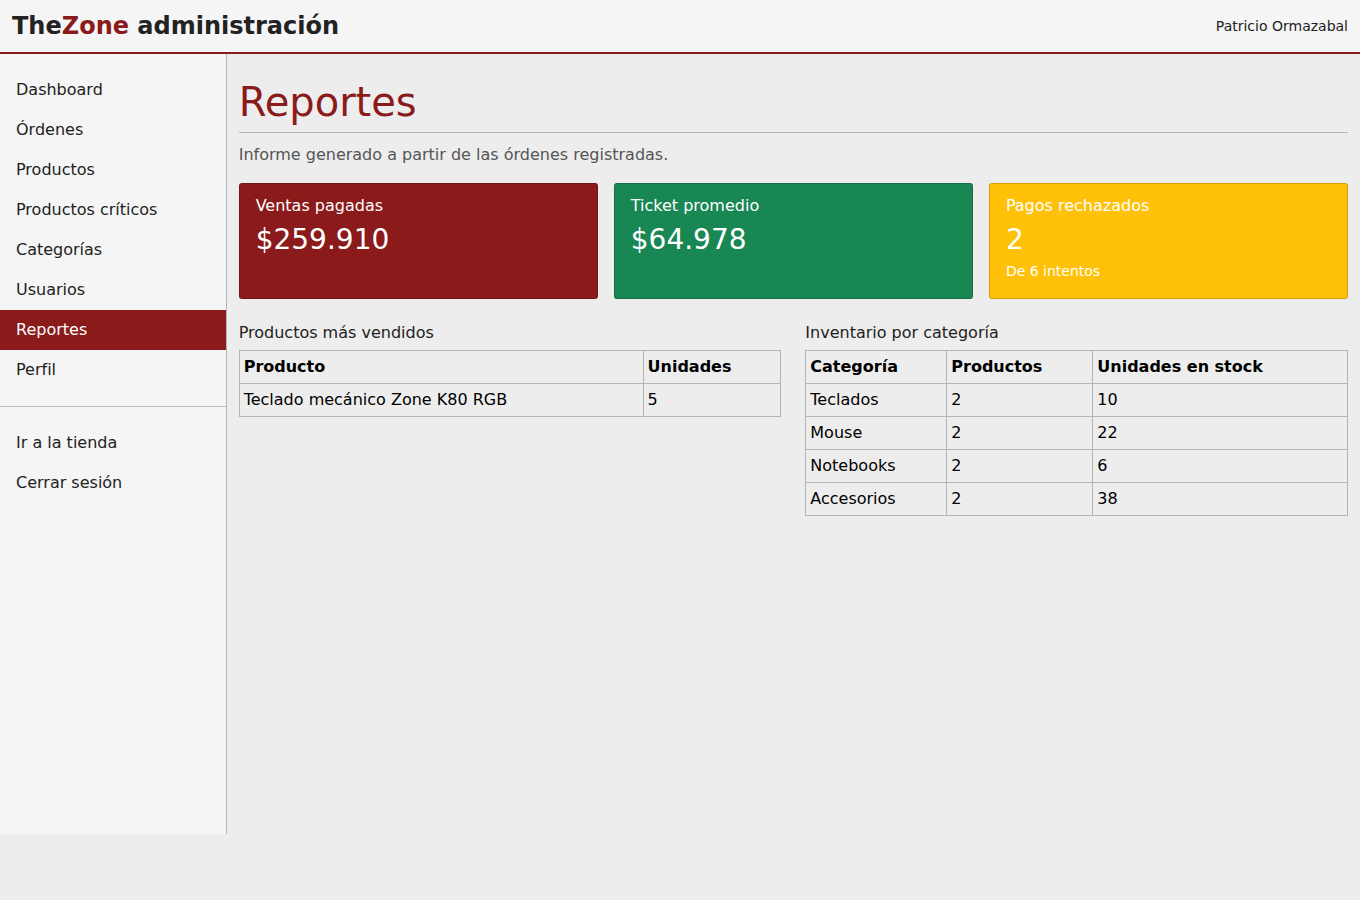 TheZone administración
Patricio Ormazabal
Dashboard
Órdenes
Productos
Productos críticos
Categorías
Usuarios
Reportes
Perfil
Ir a la tienda
Cerrar sesión
Reportes
Informe generado a partir de las órdenes registradas.
Ventas pagadas
$259.910
Ticket promedio
$64.978
Pagos rechazados
2
De 6 intentos
Productos más vendidos
Producto Unidades
Teclado mecánico Zone K80 RGB 5
Inventario por categoría
Categoría Productos Unidades en stock
Teclados 2 10
Mouse 2 22
Notebooks 2 6
Accesorios 2 38